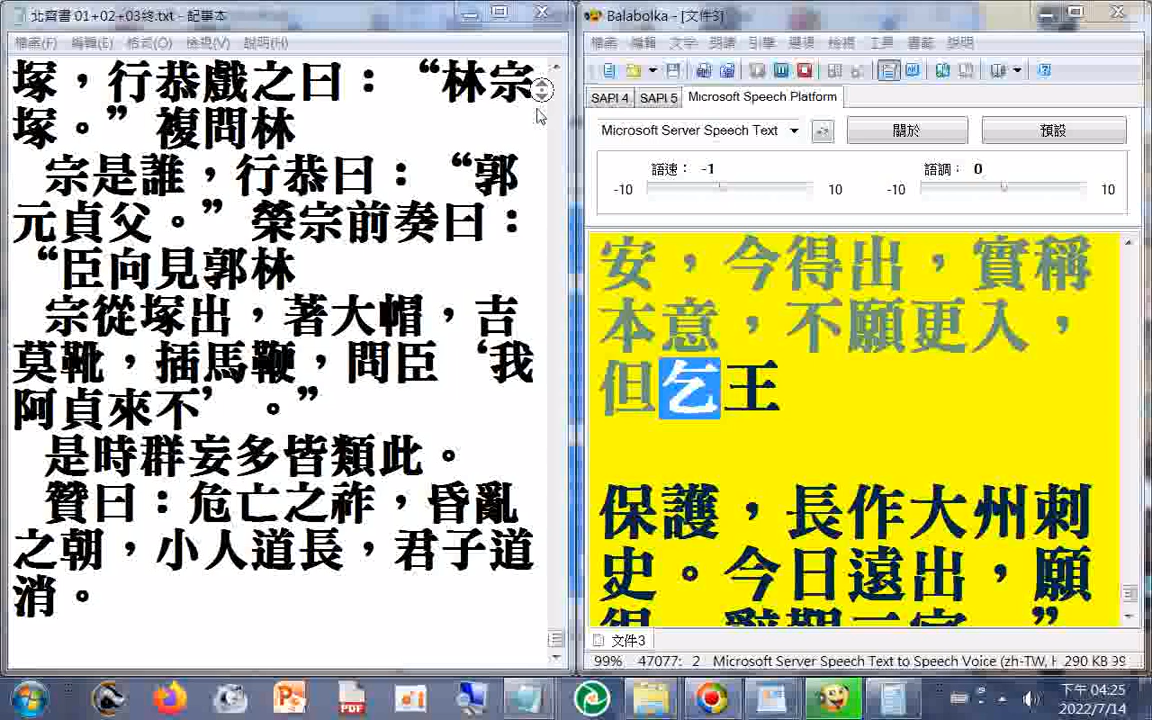 北齊書01+02+03終.txt - 記事本
檔案(F) 編輯(E) 格式(O) 檢視(V) 說明(H)
塚，行恭戲之曰：“林宗
塚。”複問林
宗是誰，行恭曰：“郭
元貞父。”榮宗前奏曰：
“臣向見郭林
宗從塚出，著大帽，吉
莫靴，插馬鞭，問臣‘我
阿貞來不’。”
是時群妄多皆類此。
贊曰：危亡之祚，昏亂
之朝，小人道長，君子道
消。
Balabolka - [文件3]
檔案 編輯 文字 朗讀 引擎 選項 檢視 工具 書籤 說明
SAPI 4 SAPI 5 Microsoft Speech Platform
Microsoft Server Speech Text 關於 預設
語速： -1 語調： 0
-10 10 -10 10
安，今得出，實稱
本意，不願更入，
但乞王
保護，長作大州刺
史。今日遠出，願
得一辭觀二宮。”
文件3
99% 47077: 2 Microsoft Server Speech Text to Speech Voice (zh-TW, H 290 KB 99
PDF
下午 04:25
2022/7/14